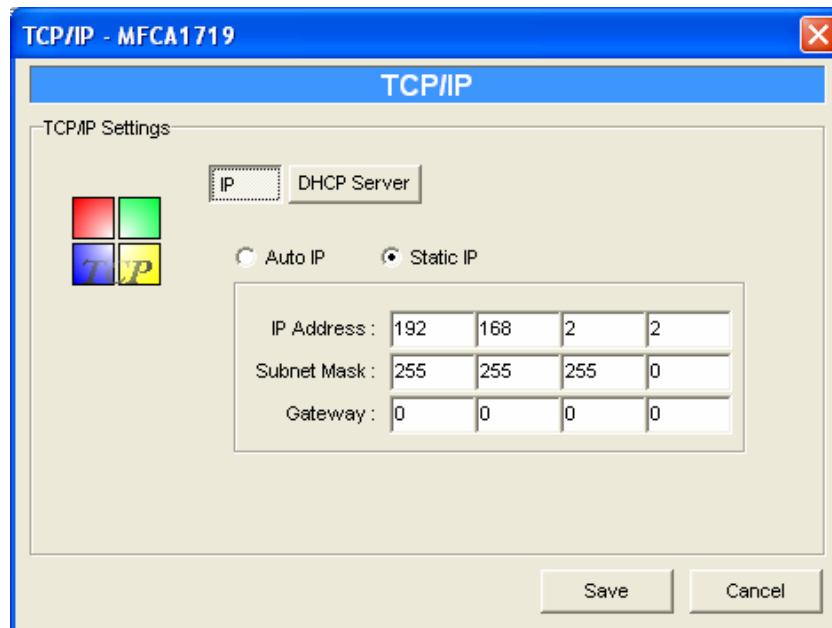 TCP/IP - MFCA1719
TCP/IP
TCP/IP Settings
IP DHCP Server
TCP
Auto IP Static IP
IP Address : 192 168 2 2
Subnet Mask : 255 255 255 0
Gateway : 0 0 0 0
Save Cancel